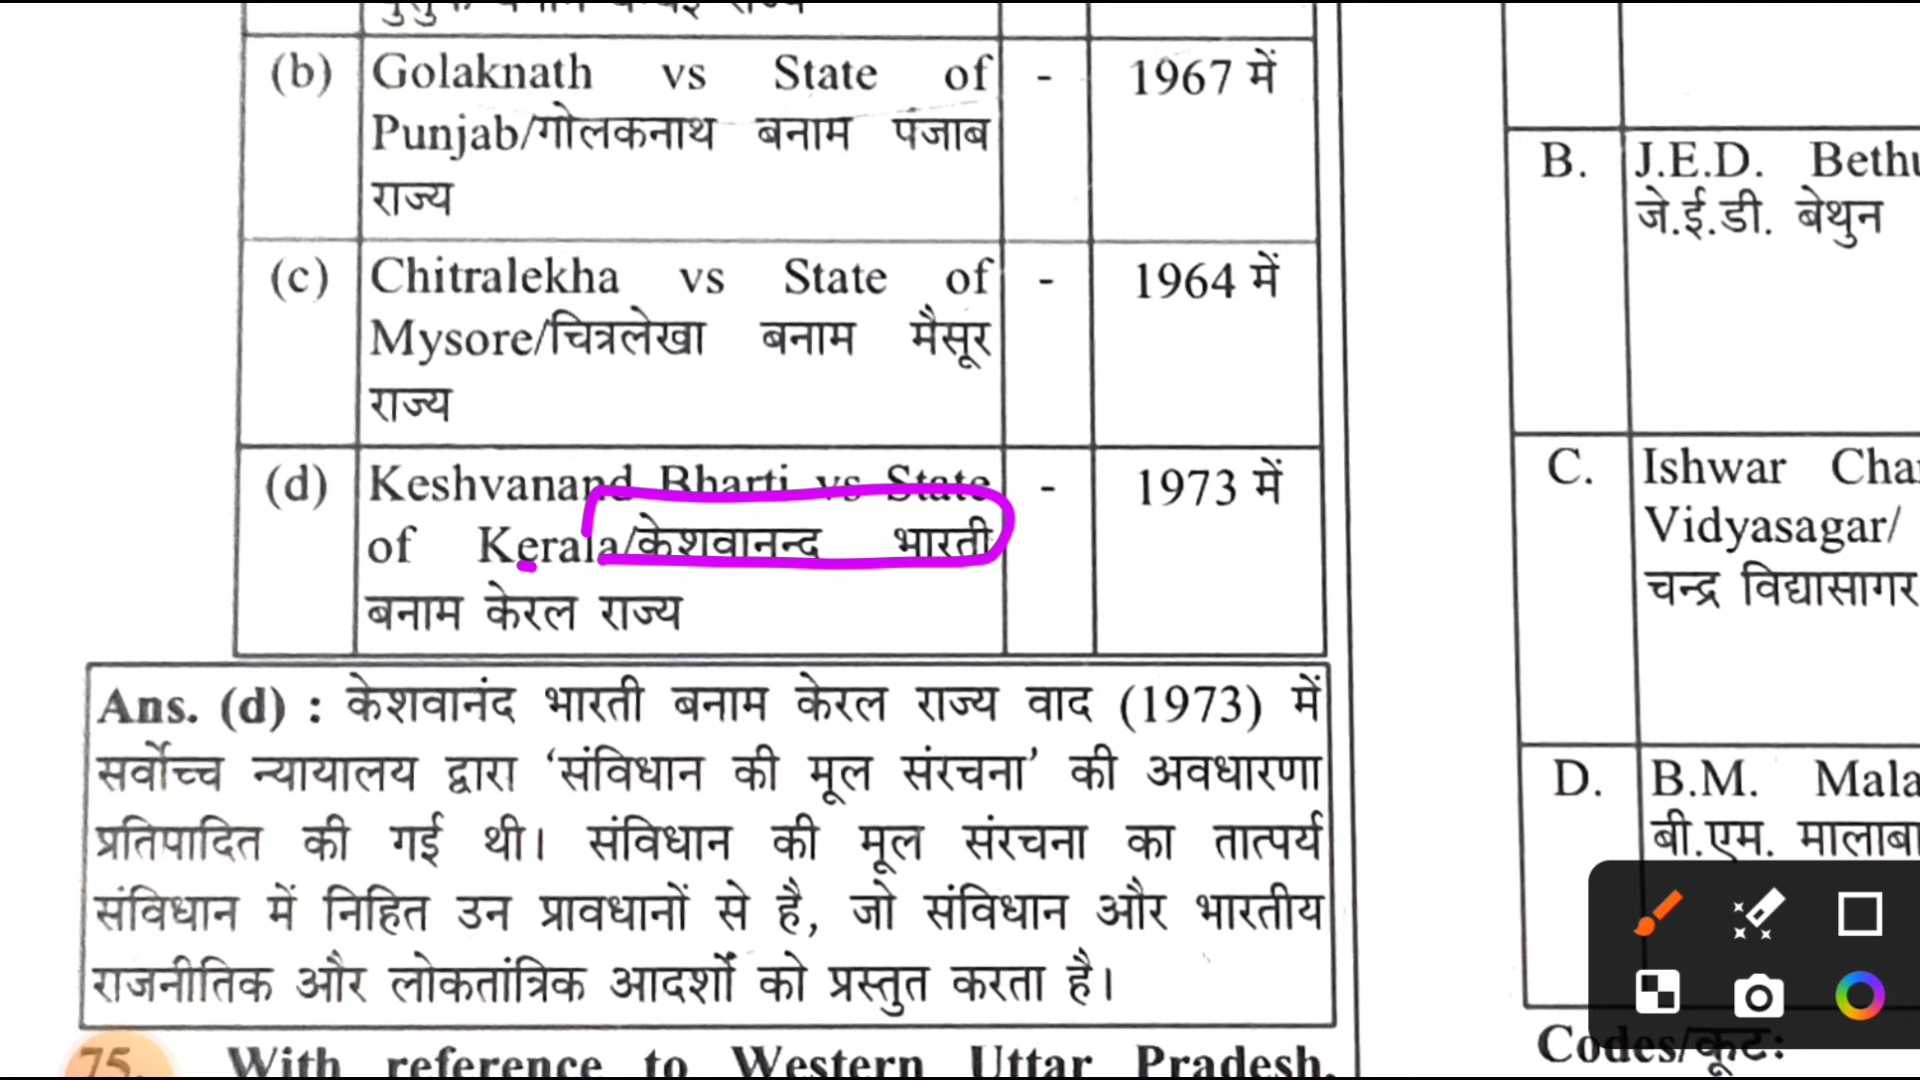 (b) Golaknath vs State of - 1967 में
Punjab/गोलकनाथ बनाम पंजाब
राज्य
(c) Chitralekha vs State of - 1964 में
Mysore/चित्रलेखा बनाम मैसूर
राज्य
(d) Keshvanand Bharti vs State - 1973 में
of Kerala/केशवानन्द भारती
बनाम केरल राज्य
Ans. (d) : केशवानंद भारती बनाम केरल राज्य वाद (1973) में
सर्वोच्च न्यायालय द्वारा ‘संविधान की मूल संरचना’ की अवधारणा
प्रतिपादित की गई थी। संविधान की मूल संरचना का तात्पर्य
संविधान में निहित उन प्रावधानों से है, जो संविधान और भारतीय
राजनीतिक और लोकतांत्रिक आदर्शों को प्रस्तुत करता है।
75. With reference to Western Uttar Pradesh,
B. J.E.D.
जे.ई.डी. बेथुन
C. Ishwar
Vidyasagar/
चन्द्र विद्यासागर
D. B.M.
बी.एम.
Codes/कूट: